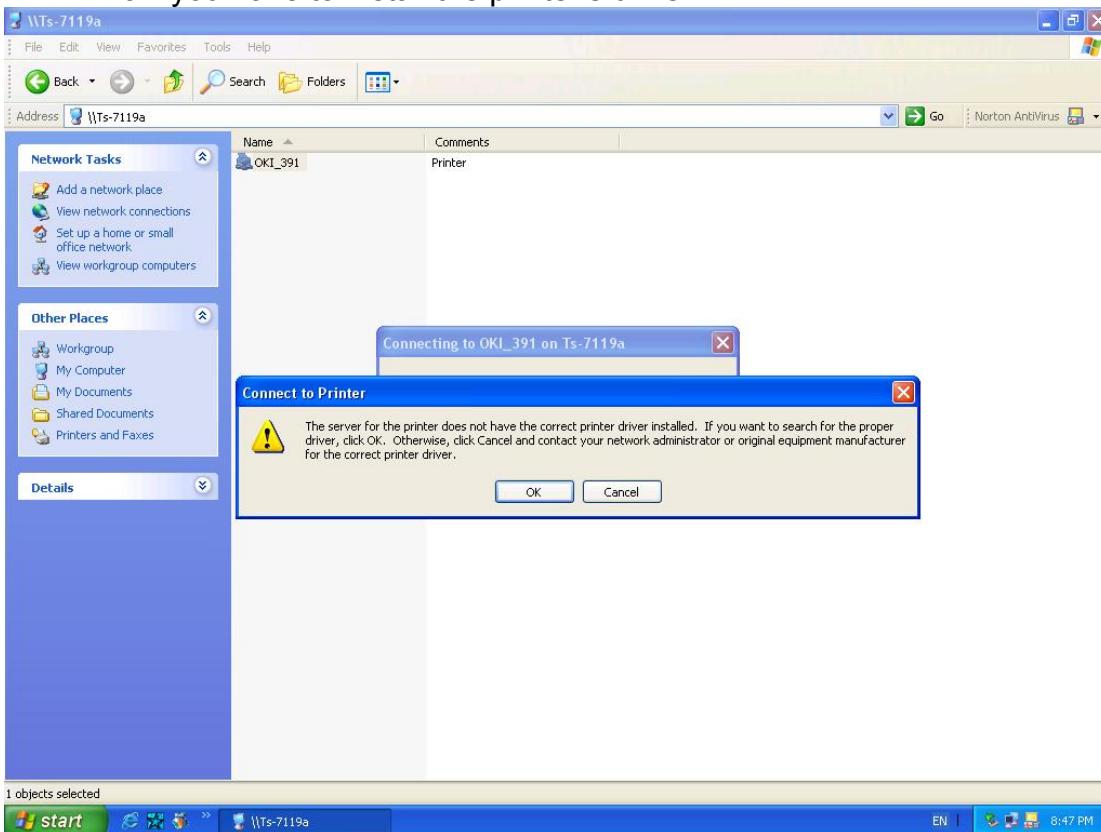 \\Ts-7119a
File Edit View Favorites Tools Help
Back Search Folders
Address \\Ts-7119a Go Norton AntiVirus
Name Comments
Network Tasks
OKI_391 Printer
Add a network place
View network connections
Set up a home or small
office network
View workgroup computers
Other Places
Workgroup
My Computer
My Documents
Shared Documents
Printers and Faxes
Details
Connecting to OKI_391 on Ts-7119a
Connect to Printer
The server for the printer does not have the correct printer driver installed. If you want to search for the proper
driver, click OK. Otherwise, click Cancel and contact your network administrator or original equipment manufacturer
for the correct printer driver.
OK Cancel
1 objects selected
start \\Ts-7119a EN 8:47 PM